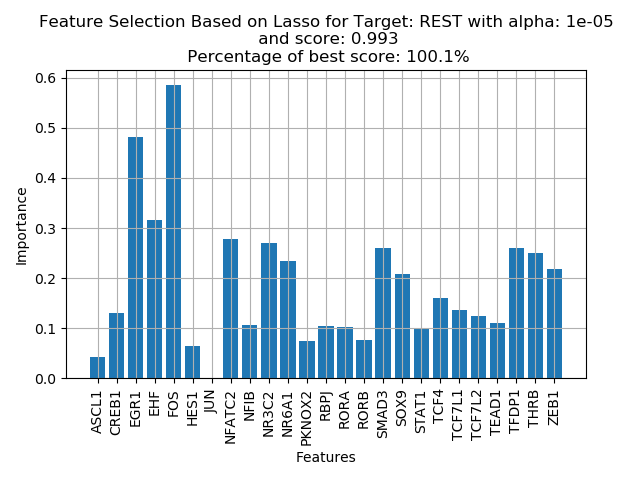 Feature Selection Based on Lasso for Target: REST with alpha: 1e-05
and score: 0.993
Percentage of best score: 100.1%
0.6
0.5
0.4
0.3
0.2
0.1
0.0
Importance
ASCL1
CREB1
EGR1
EHF
FOS
HES1
JUN
NFATC2
NFIB
NR3C2
NR6A1
PKNOX2
RBPJ
RORA
RORB
SMAD3
SOX9
STAT1
TCF4
TCF7L1
TCF7L2
TEAD1
TFDP1
THRB
ZEB1
Features